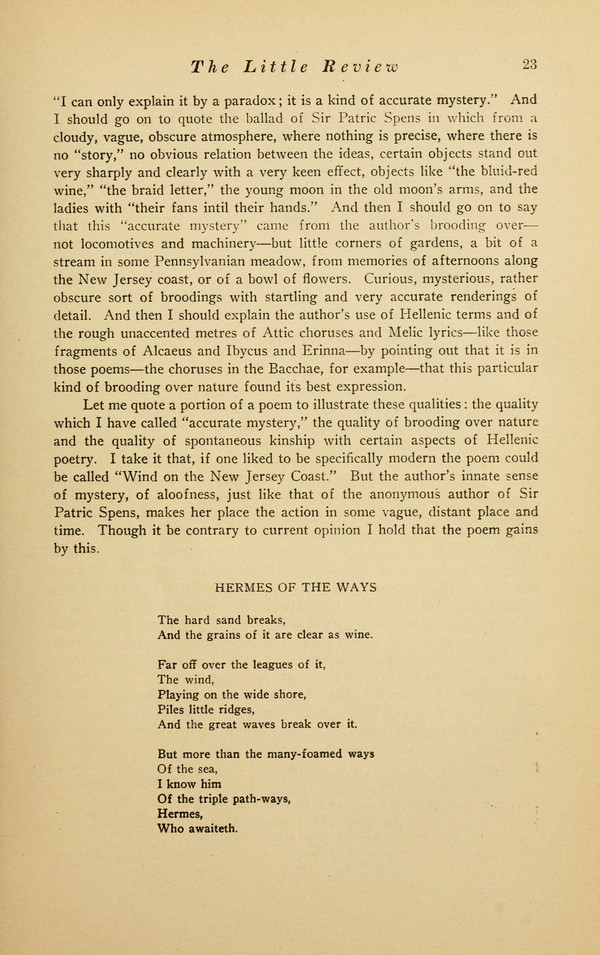 The Little Review 23
"I can only explain it by a paradox; it is a kind of accurate mystery." And
I should go on to quote the ballad of Sir Patric Spens in which from a
cloudy, vague, obscure atmosphere, where nothing is precise, where there is
no "story," no obvious relation between the ideas, certain objects stand out
very sharply and clearly with a very keen effect, objects like "the bluid-red
wine," "the braid letter," the young moon in the old moon's arms, and the
ladies with "their fans intil their hands." And then I should go on to say
that this "accurate mystery" came from the author's brooding over—
not locomotives and machinery—but little corners of gardens, a bit of a
stream in some Pennsylvanian meadow, from memories of afternoons along
the New Jersey coast, or of a bowl of flowers. Curious, mysterious, rather
obscure sort of broodings with startling and very accurate renderings of
detail. And then I should explain the author's use of Hellenic terms and of
the rough unaccented metres of Attic choruses and Melic lyrics—like those
fragments of Alcaeus and Ibycus and Erinna—by pointing out that it is in
those poems—the choruses in the Bacchae, for example—that this particular
kind of brooding over nature found its best expression.
Let me quote a portion of a poem to illustrate these qualities: the quality
which I have called "accurate mystery," the quality of brooding over nature
and the quality of spontaneous kinship with certain aspects of Hellenic
poetry. I take it that, if one liked to be specifically modern the poem could
be called "Wind on the New Jersey Coast." But the author's innate sense
of mystery, of aloofness, just like that of the anonymous author of Sir
Patric Spens, makes her place the action in some vague, distant place and
time. Though it be contrary to current opinion I hold that the poem gains
by this.
HERMES OF THE WAYS
The hard sand breaks,
And the grains of it are clear as wine.
Far off over the leagues of it,
The wind,
Playing on the wide shore,
Piles little ridges,
And the great waves break over it.
But more than the many-foamed ways
Of the sea,
I know him
Of the triple path-ways,
Hermes,
Who awaiteth.